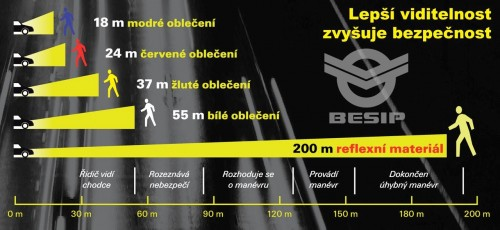 Lepší viditelnost
zvyšuje bezpečnost
18 m modré oblečení
24 m červené oblečení
37 m žluté oblečení
55 m bílé oblečení
BESIP
200 m reflexní materiál
Řidič vidí
chodce
Rozeznává
nebezpečí
Rozhoduje se
o manévru
Provádí
manévr
Dokončen
úhybný manévr
0 m 30 m 60 m 90 m 120 m 150 m 180 m 200 m